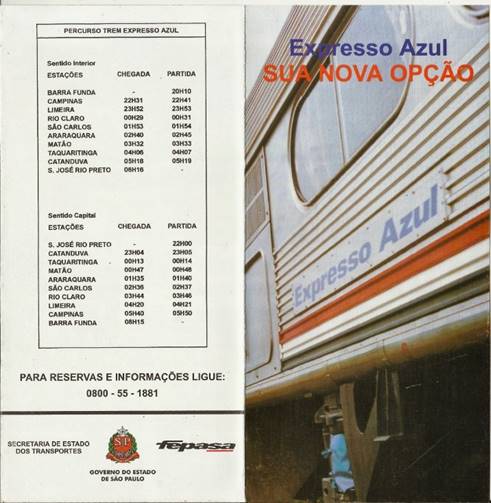 PERCURSO TREM EXPRESSO AZUL
Sentido Interior
ESTAÇÕES CHEGADA PARTIDA
BARRA FUNDA - 20H10
CAMPINAS 22H31 22H41
LIMEIRA 23H52 23H53
RIO CLARO 00H29 00H31
SÃO CARLOS 01H53 01H54
ARARAQUARA 02H40 02H45
MATÃO 03H32 03H33
TAQUARITINGA 04H06 04H07
CATANDUVA 05H18 05H19
S. JOSÉ RIO PRETO 06H16 -
Sentido Capital
ESTAÇÕES CHEGADA PARTIDA
S. JOSÉ RIO PRETO - 22H00
CATANDUVA 23H04 23H05
TAQUARITINGA 00H13 00H14
MATÃO 00H47 00H48
ARARAQUARA 01H35 01H40
SÃO CARLOS 02H36 02H37
RIO CLARO 03H44 03H46
LIMEIRA 04H20 04H21
CAMPINAS 05H40 05H50
BARRA FUNDA 08H15 -
PARA RESERVAS E INFORMAÇÕES LIGUE:
0800 - 55 - 1881
SECRETARIA DE ESTADO
DOS TRANSPORTES
SP
GOVERNO DO ESTADO
DE SÃO PAULO
Fepasa
Expresso Azul
SUA NOVA OPÇÃO
Expresso Azul